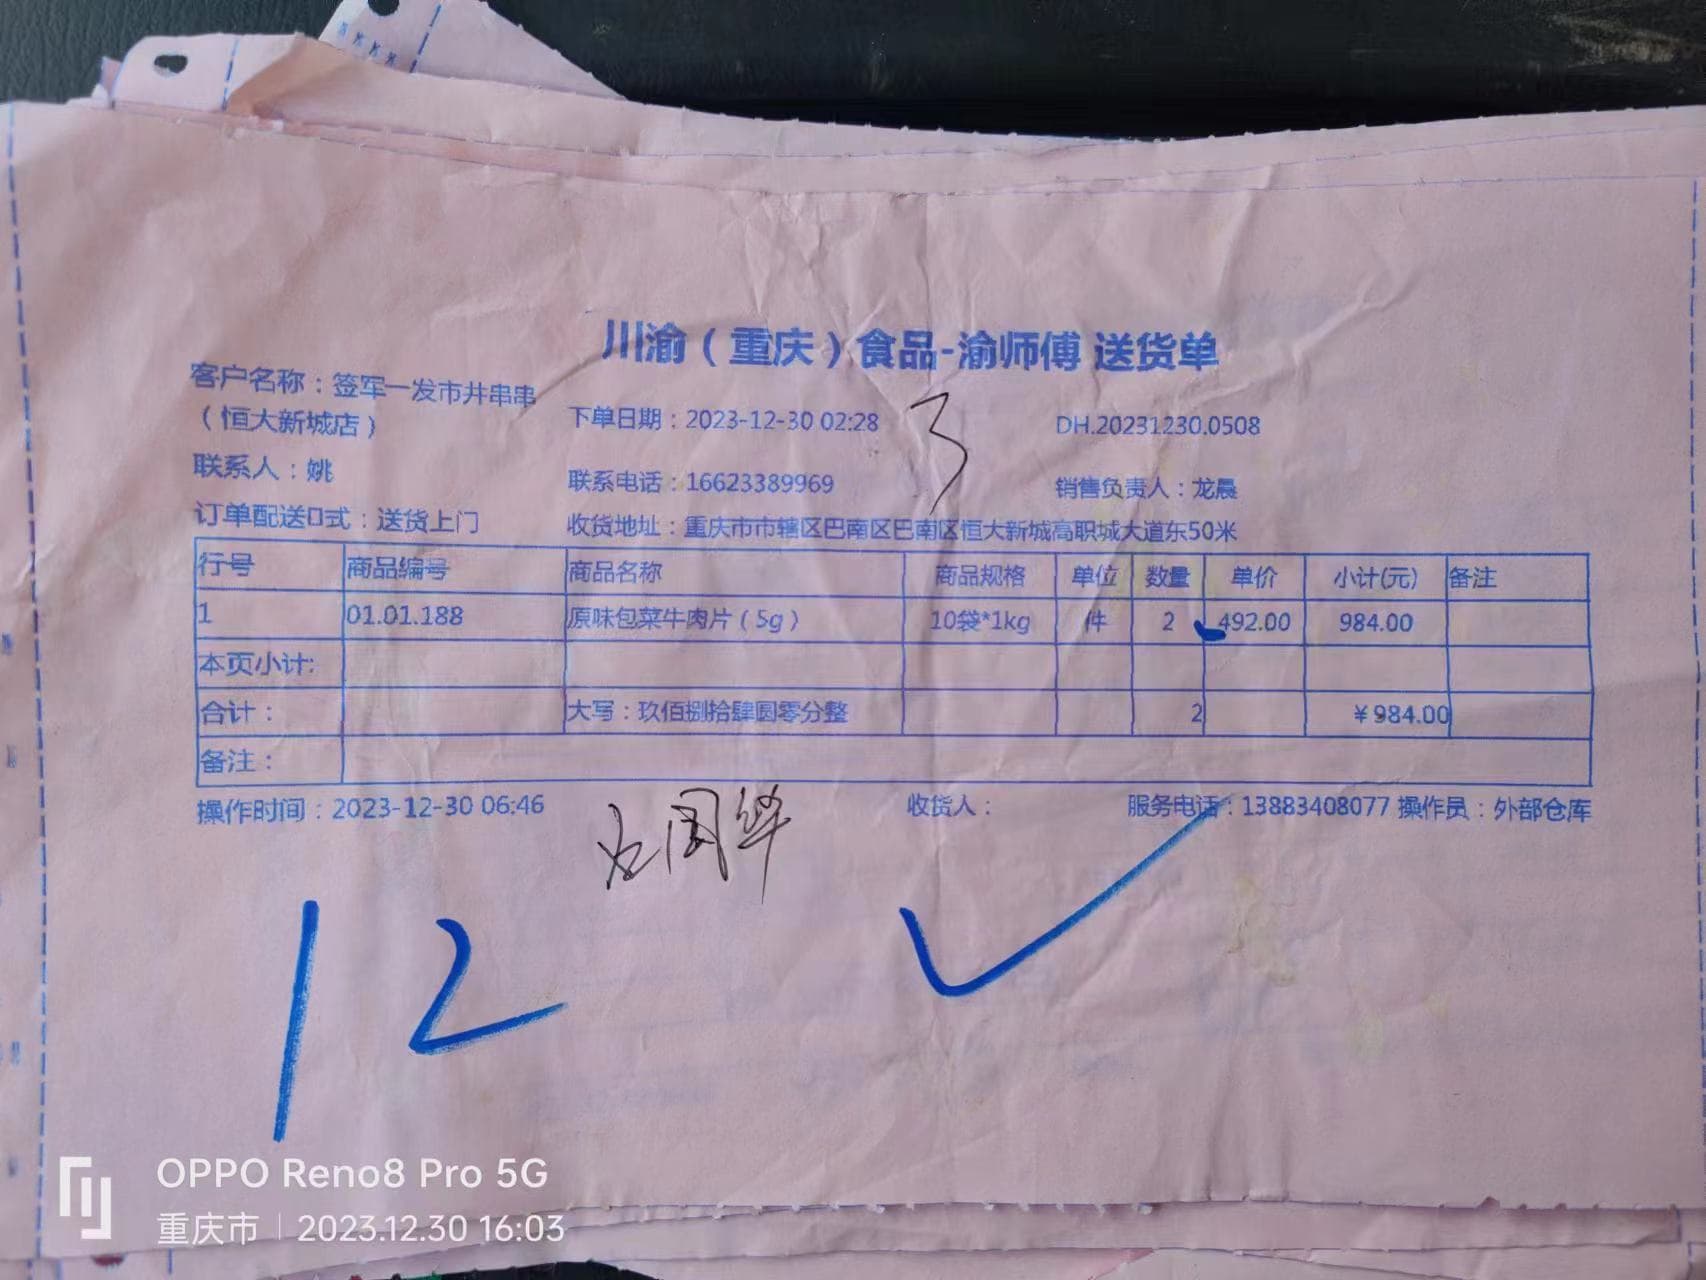 川渝（重庆）食品-渝师傅 送货单
客户名称：签军一发市井串串
（恒大新城店）
下单日期：2023-12-30 02:28
3
DH.20231230.0508
联系人：姚
联系电话：16623389969
销售负责人：龙晨
订单配送0式：送货上门
收货地址：重庆市市辖区巴南区巴南区恒大新城高职城大道东50米
行号 商品编号 商品名称 商品规格 单位 数量 单价 小计(元) 备注
1 01.01.188 原味包菜牛肉片（5g） 10袋*1kg 件 2 492.00 984.00
本页小计:
合计： 大写：玖佰捌拾肆圆零分整 2 ￥984.00
备注：
操作时间：2023-12-30 06:46
收货人：
服务电话：13883408077 操作员：外部仓库
12
OPPO Reno8 Pro 5G
重庆市 | 2023.12.30 16:03